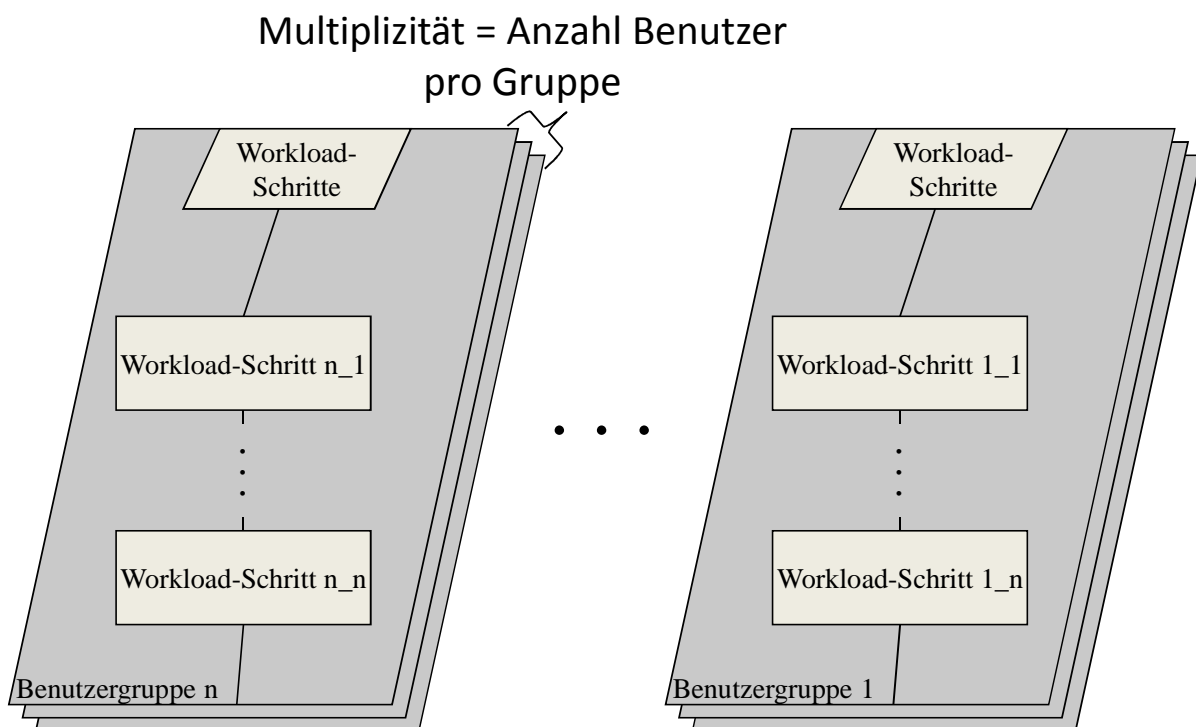 Multiplizität = Anzahl Benutzer
pro Gruppe
Workload-
Schritte
Workload-Schritt n_1
Workload-Schritt n_n
Benutzergruppe n
. . .
Workload-
Schritte
Workload-Schritt 1_1
Workload-Schritt 1_n
Benutzergruppe 1